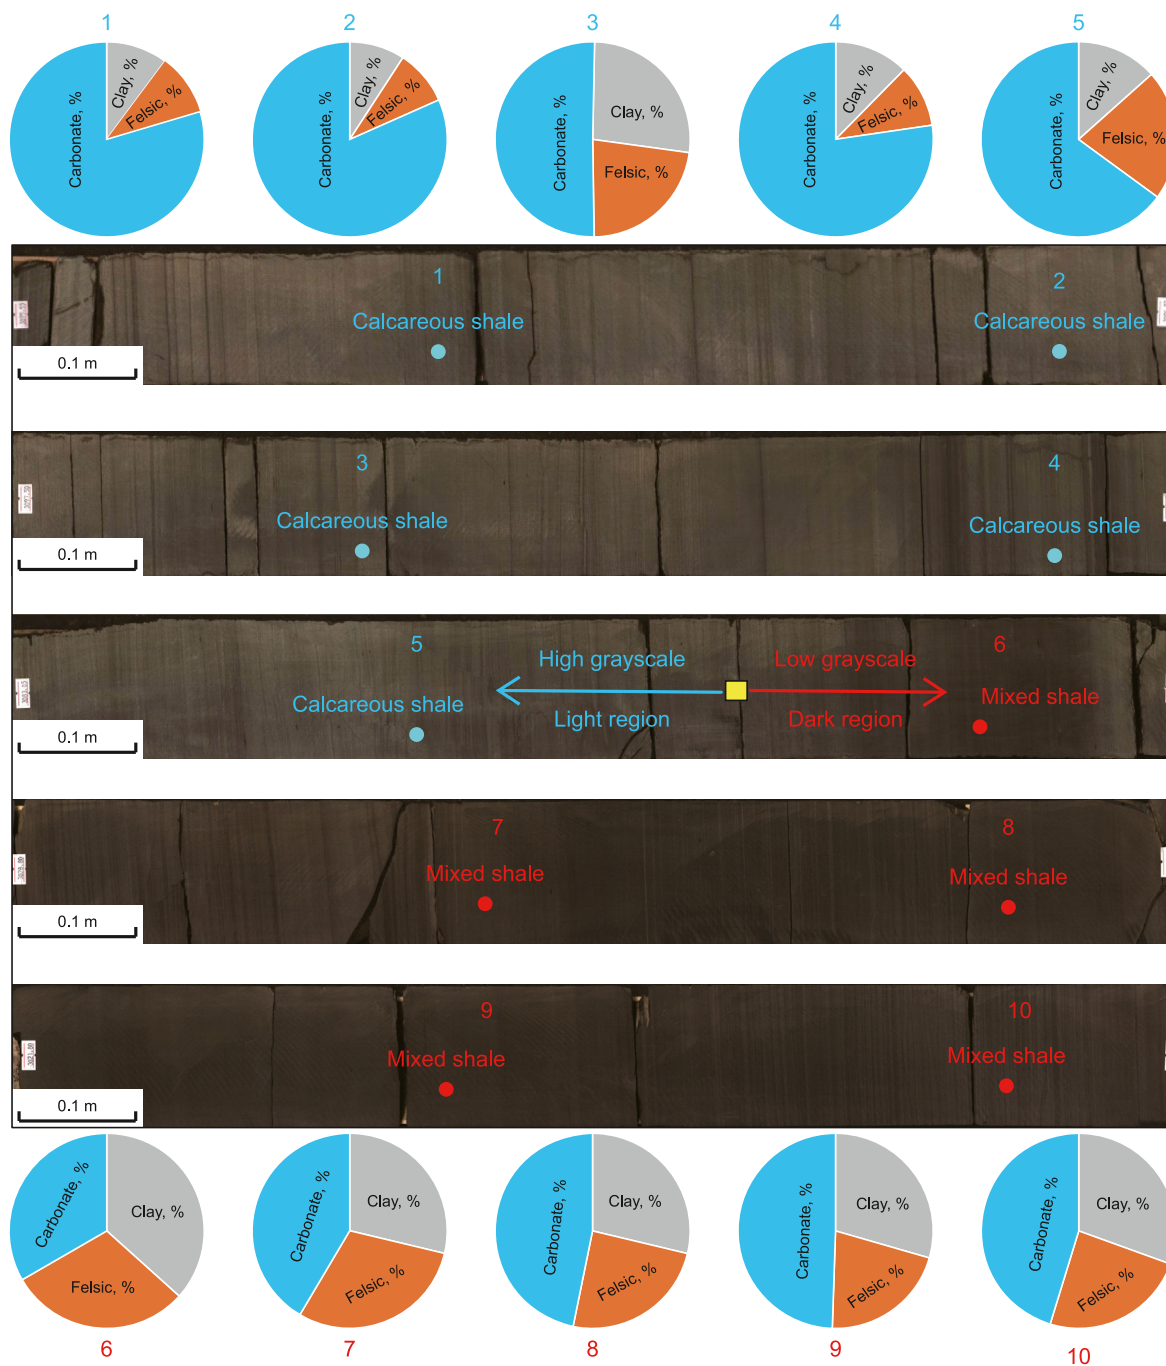 1
2
3
4
5
Carbonate, %
Clay, %
Felsic, %
Carbonate, %
Clay, %
Felsic, %
Carbonate, %
Clay, %
Felsic, %
Carbonate, %
Clay, %
Felsic, %
Carbonate, %
Clay, %
Felsic, %
1
Calcareous shale
2
Calcareous shale
0.1 m
3
Calcareous shale
4
Calcareous shale
0.1 m
5
Calcareous shale
High grayscale
Light region
Low grayscale
Dark region
6
Mixed shale
7
Mixed shale
8
Mixed shale
0.1 m
9
Mixed shale
10
Mixed shale
0.1 m
Carbonate, %
Clay, %
Felsic, %
Carbonate, %
Clay, %
Felsic, %
Carbonate, %
Clay, %
Felsic, %
Carbonate, %
Clay, %
Felsic, %
Carbonate, %
Clay, %
Felsic, %
6
7
8
9
10